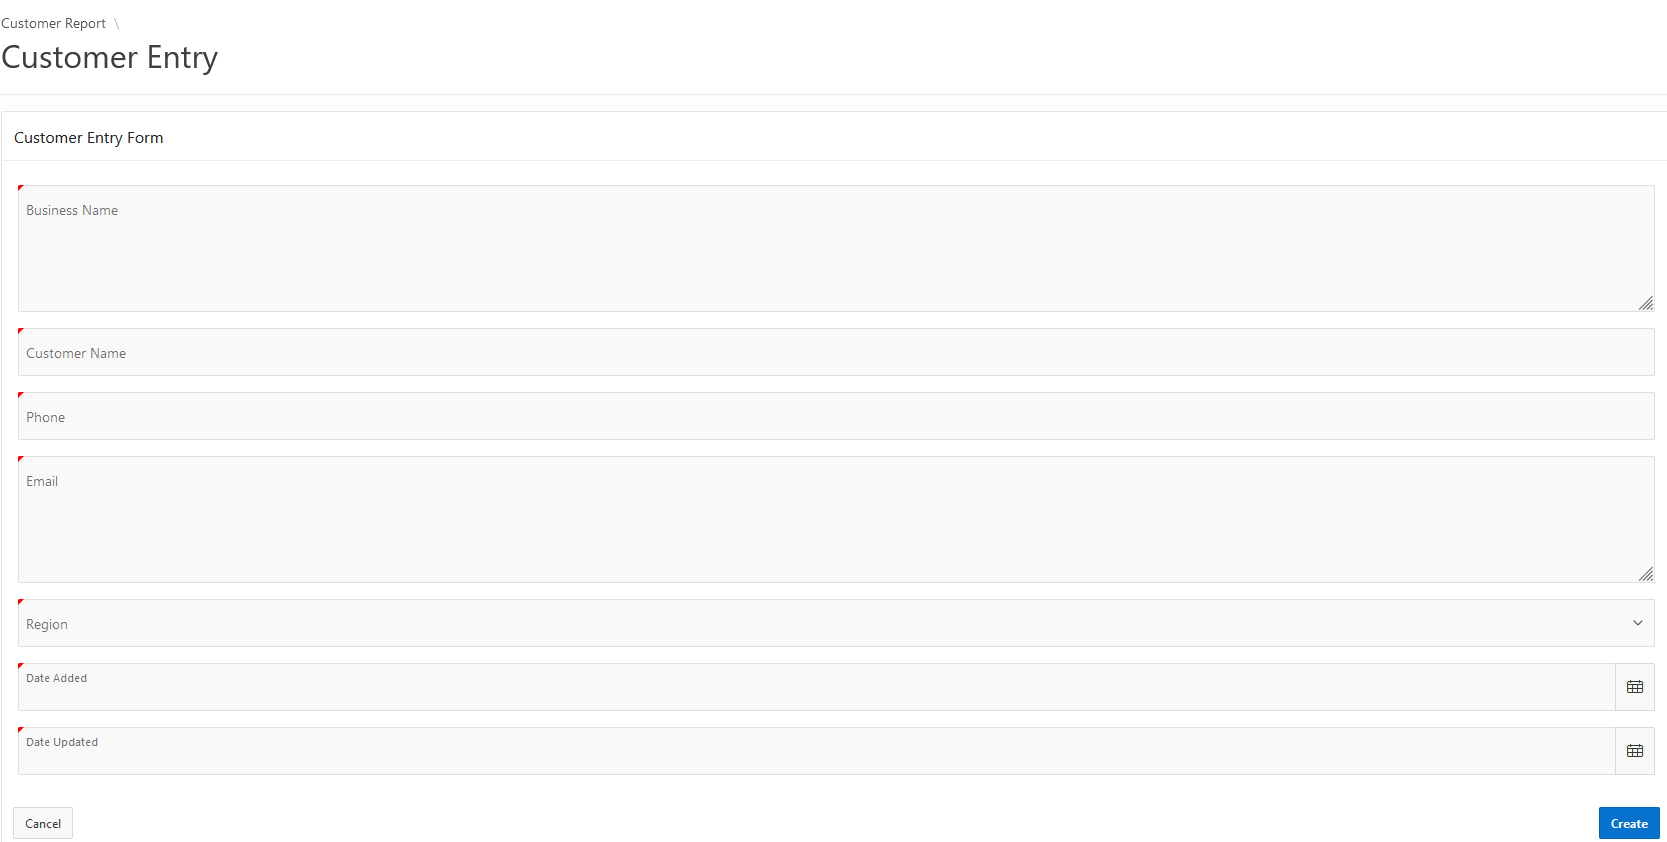 Customer Report \
Customer Entry
Customer Entry Form
Business Name
Customer Name
Phone
Email
Region
Date Added
Date Updated
Cancel
Create